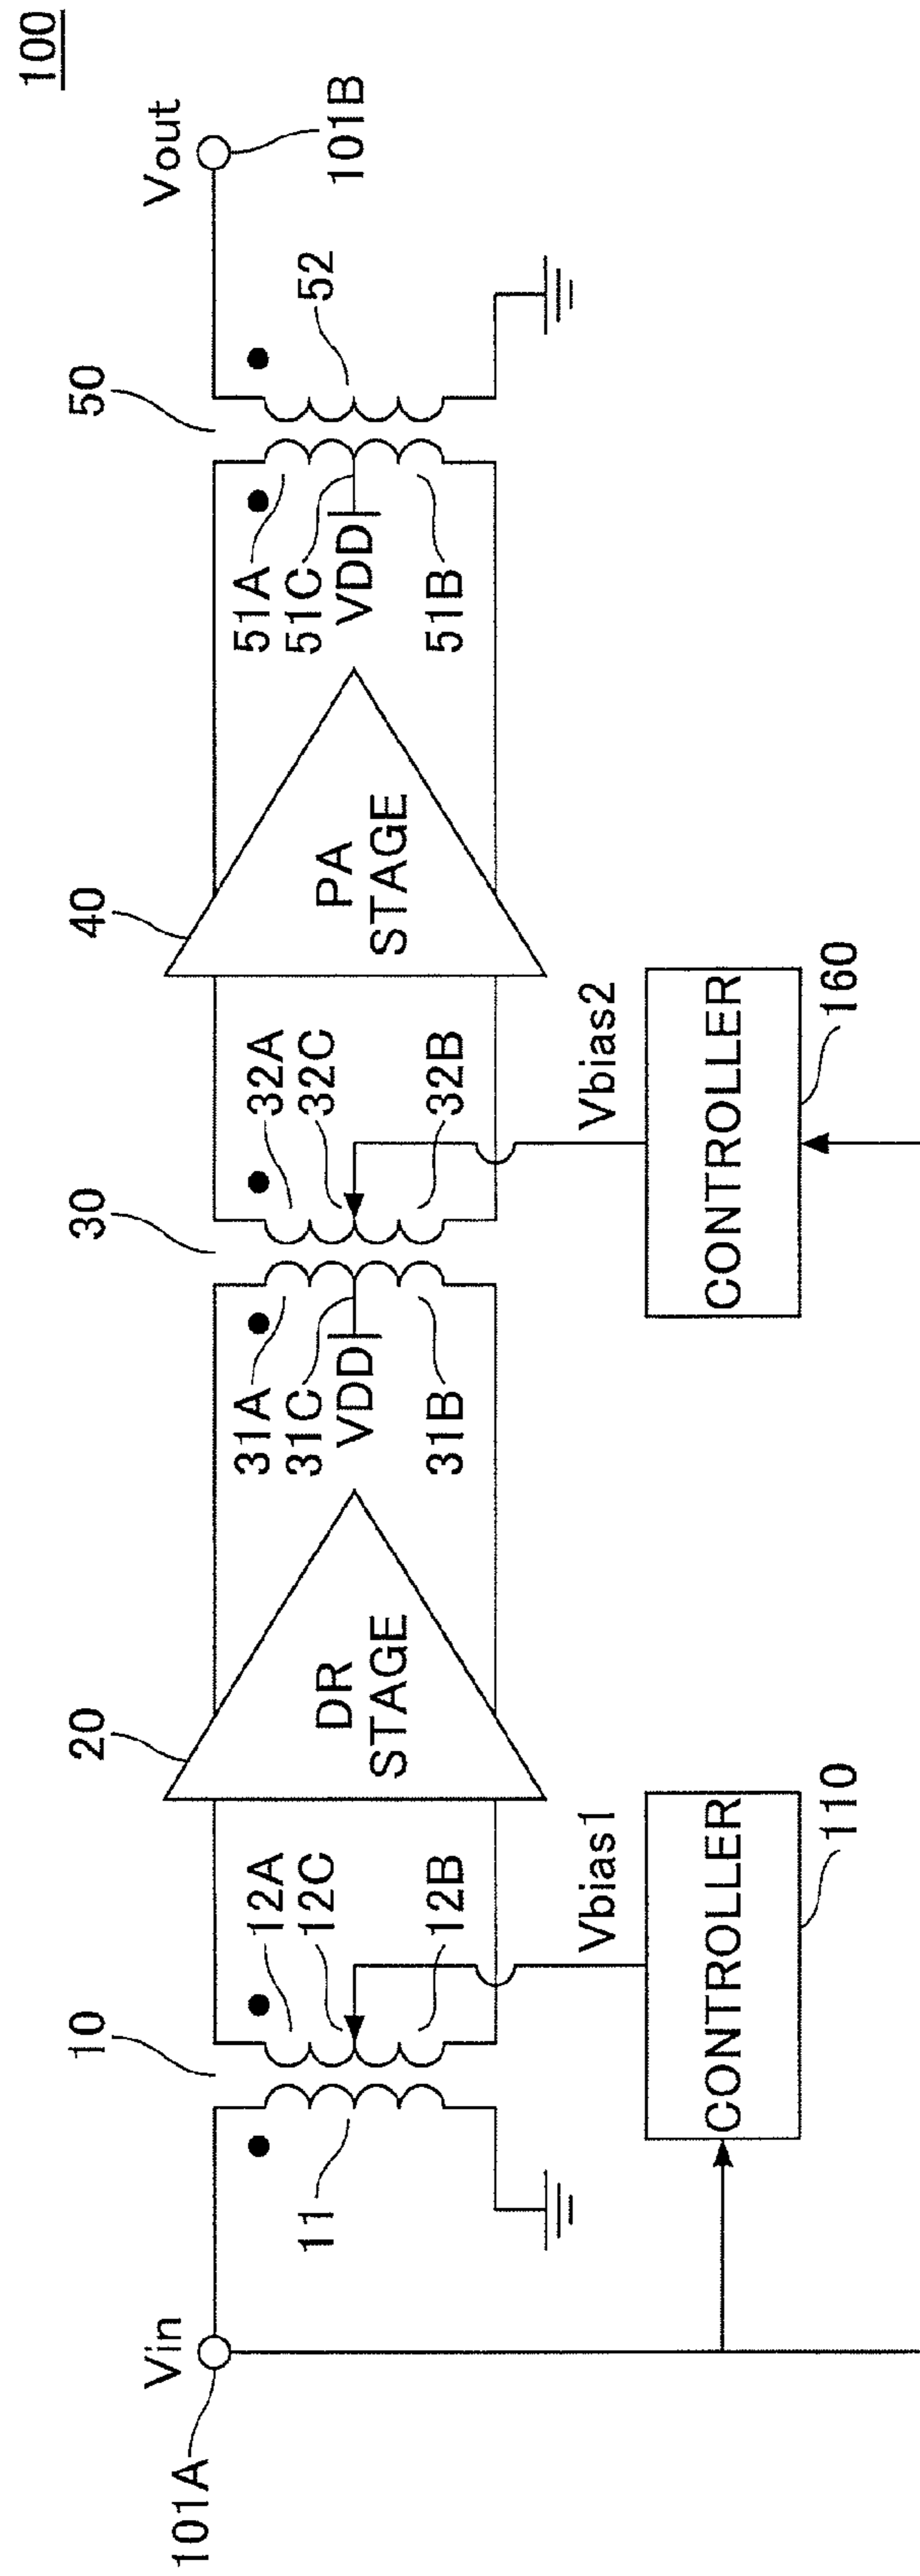 100
10
20
30
40
50
Vin
Vout
101A
101B
11
12A
12C
12B
DR
STAGE
31A
31C
VDD
31B
32A
32C
32B
PA
STAGE
51A
51C
VDD
51B
52
Vbias1
Vbias2
CONTROLLER
110
CONTROLLER
160